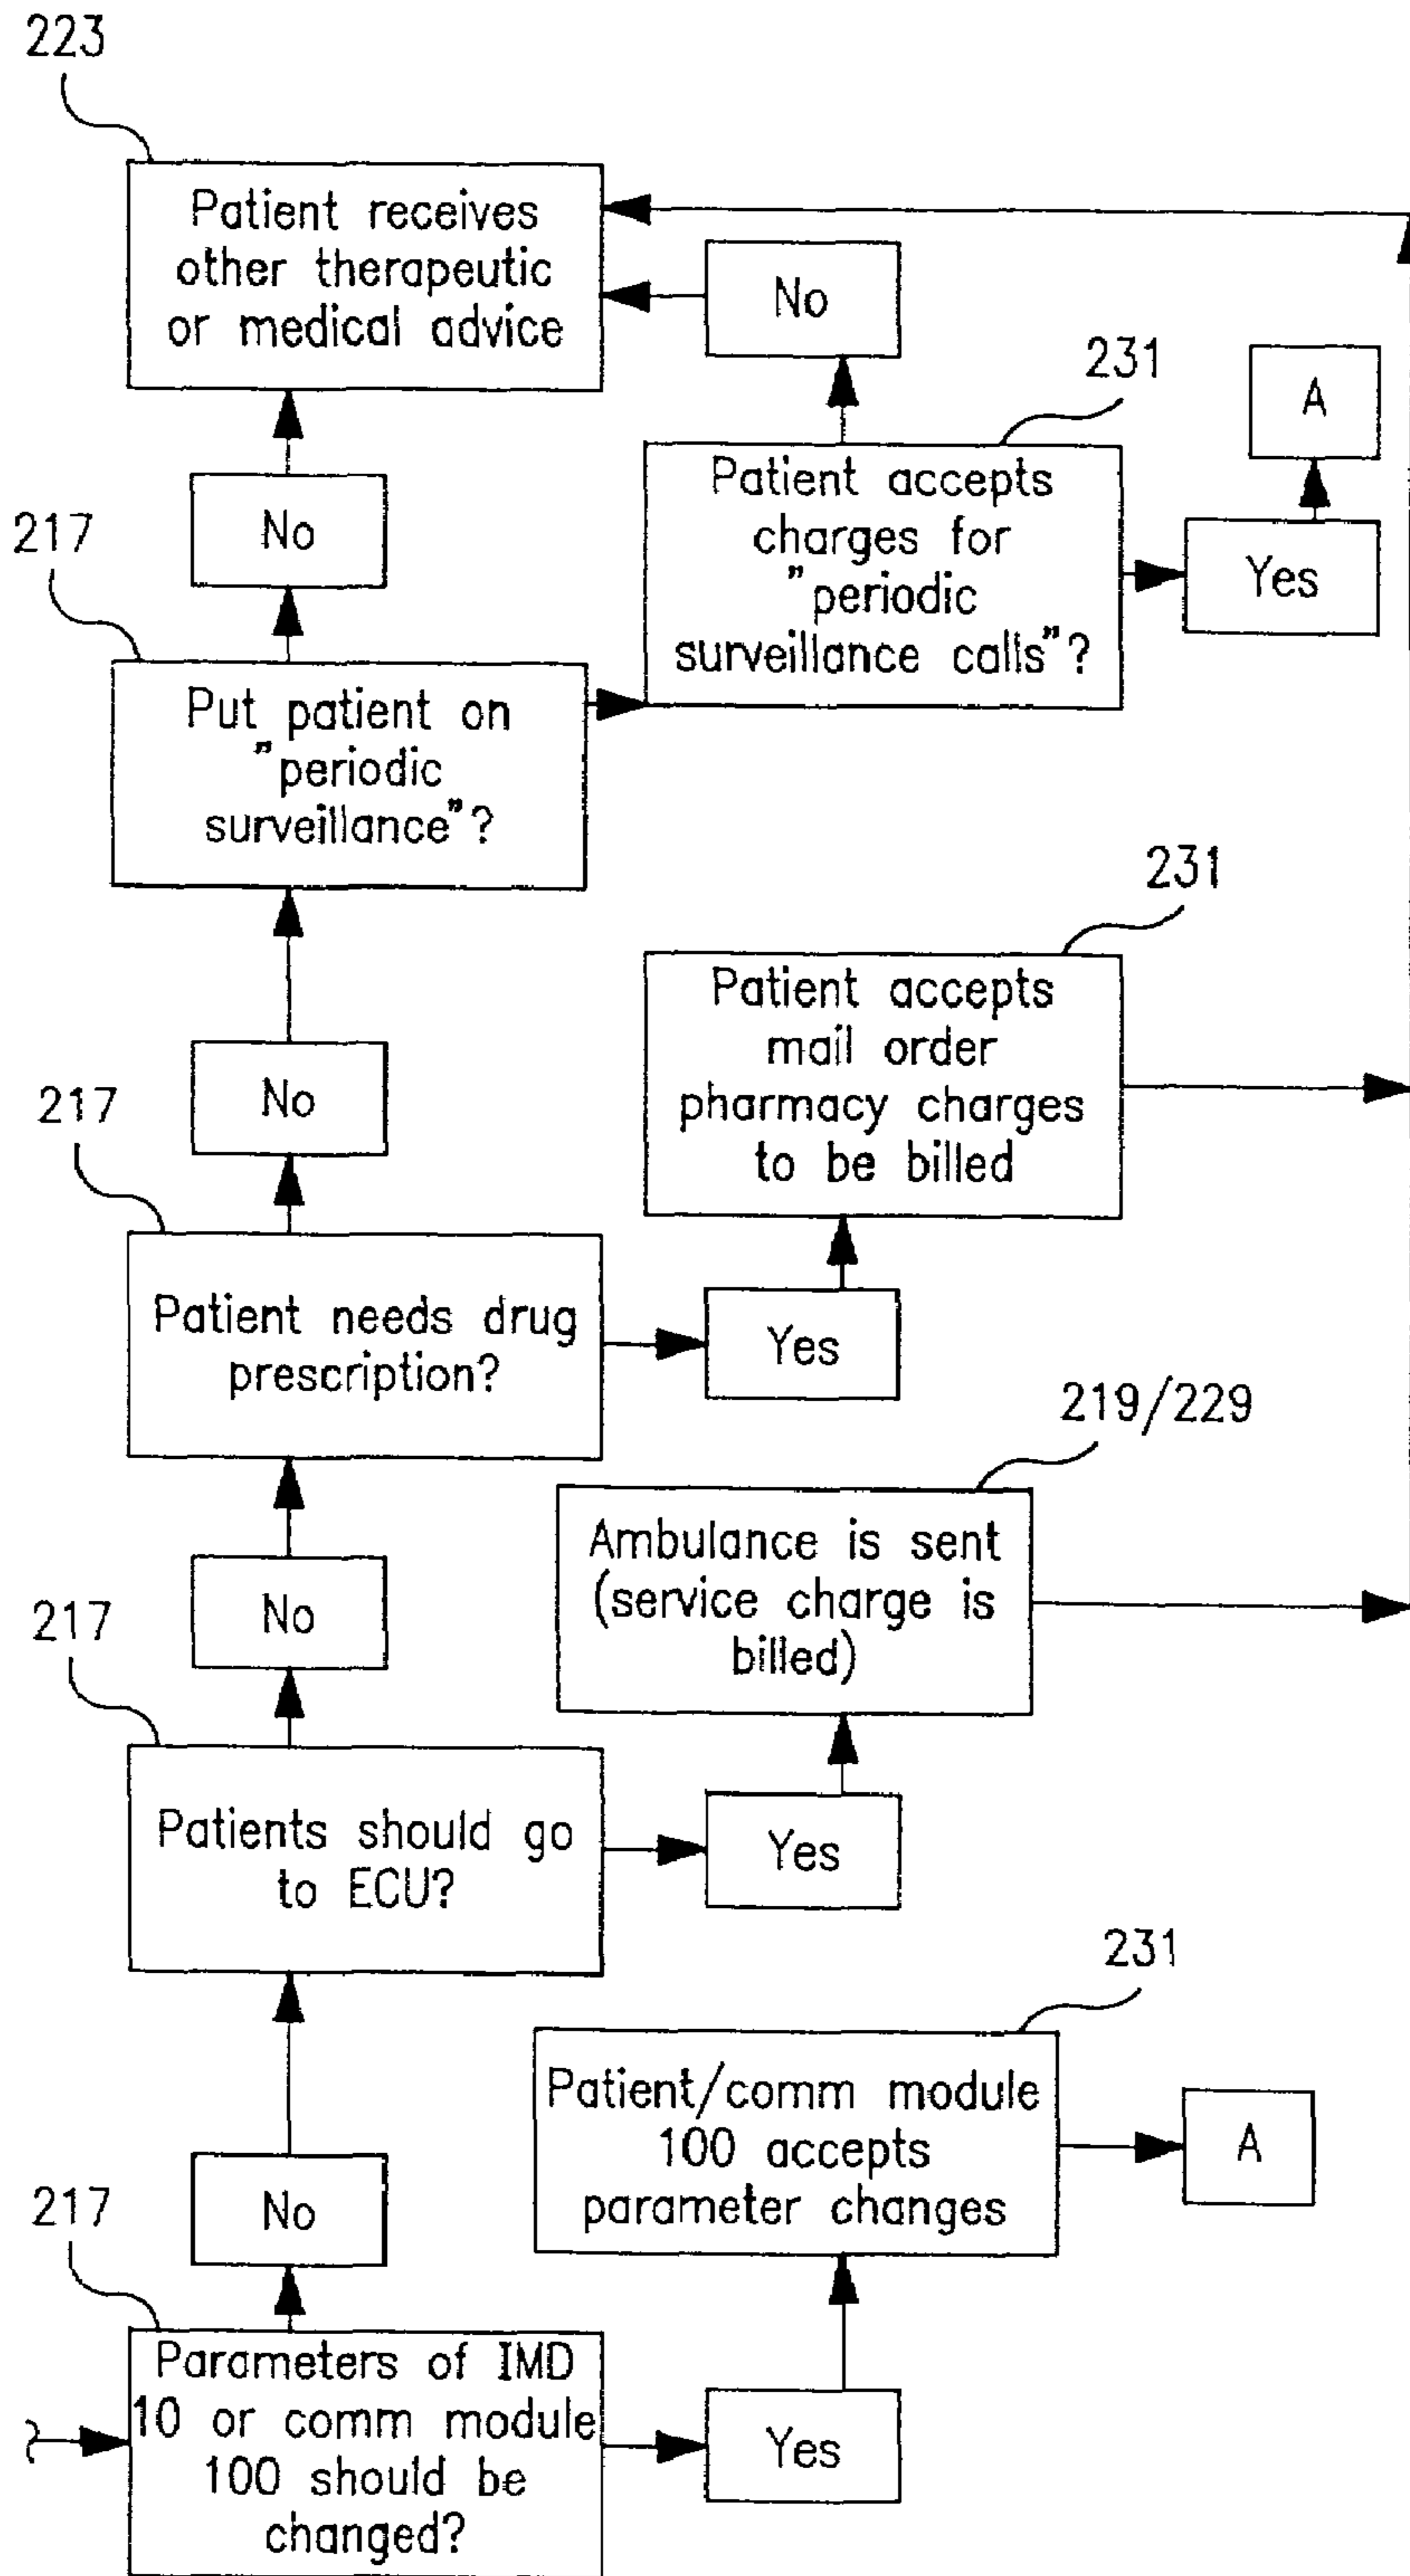 223
Patient receives
other therapeutic
or medical advice
No
231
A
No
217
Patient accepts
charges for
"periodic
surveillance calls"?
Yes
Put patient on
"periodic
surveillance"?
231
Patient accepts
mail order
pharmacy charges
to be billed
No
217
Patient needs drug
prescription?
Yes
219/229
Ambulance is sent
(service charge is
billed)
No
217
Patients should go
to ECU?
Yes
231
Patient/comm module
100 accepts
parameter changes
A
No
217
Parameters of IMD
10 or comm module
100 should be
changed?
Yes